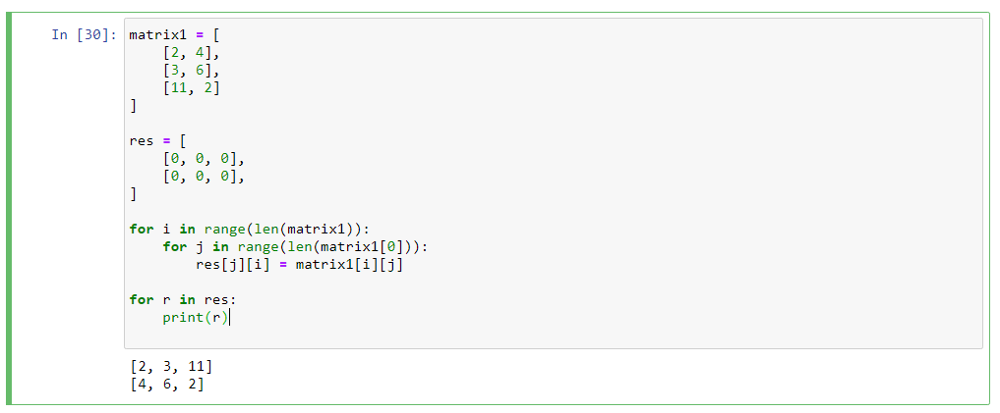 In [30]: matrix1 = [
    [2, 4],
    [3, 6],
    [11, 2]
]

res = [
    [0, 0, 0],
    [0, 0, 0],
]

for i in range(len(matrix1)):
    for j in range(len(matrix1[0])):
        res[j][i] = matrix1[i][j]

for r in res:
    print(r)

[2, 3, 11]
[4, 6, 2]